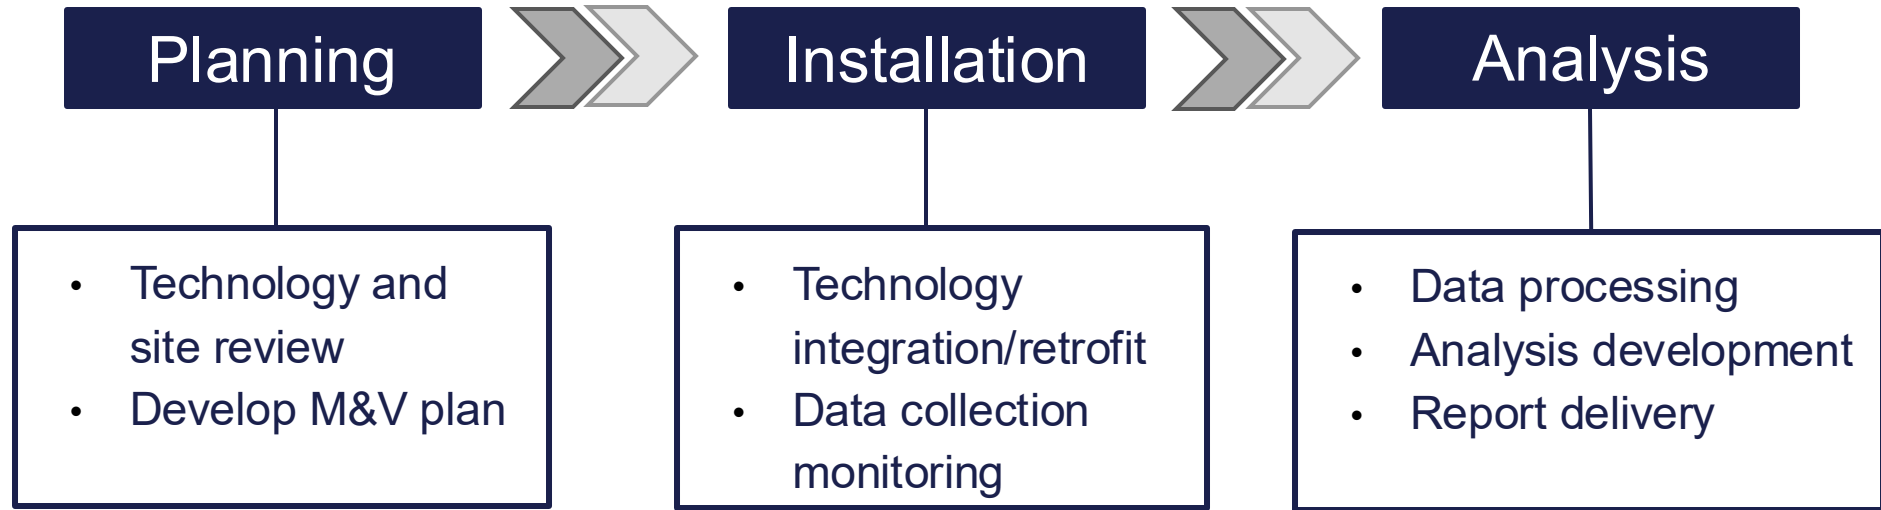 Planning
Installation
Analysis
• Technology and
site review
• Develop M&V plan
• Technology
integration/retrofit
• Data collection
monitoring
• Data processing
• Analysis development
• Report delivery